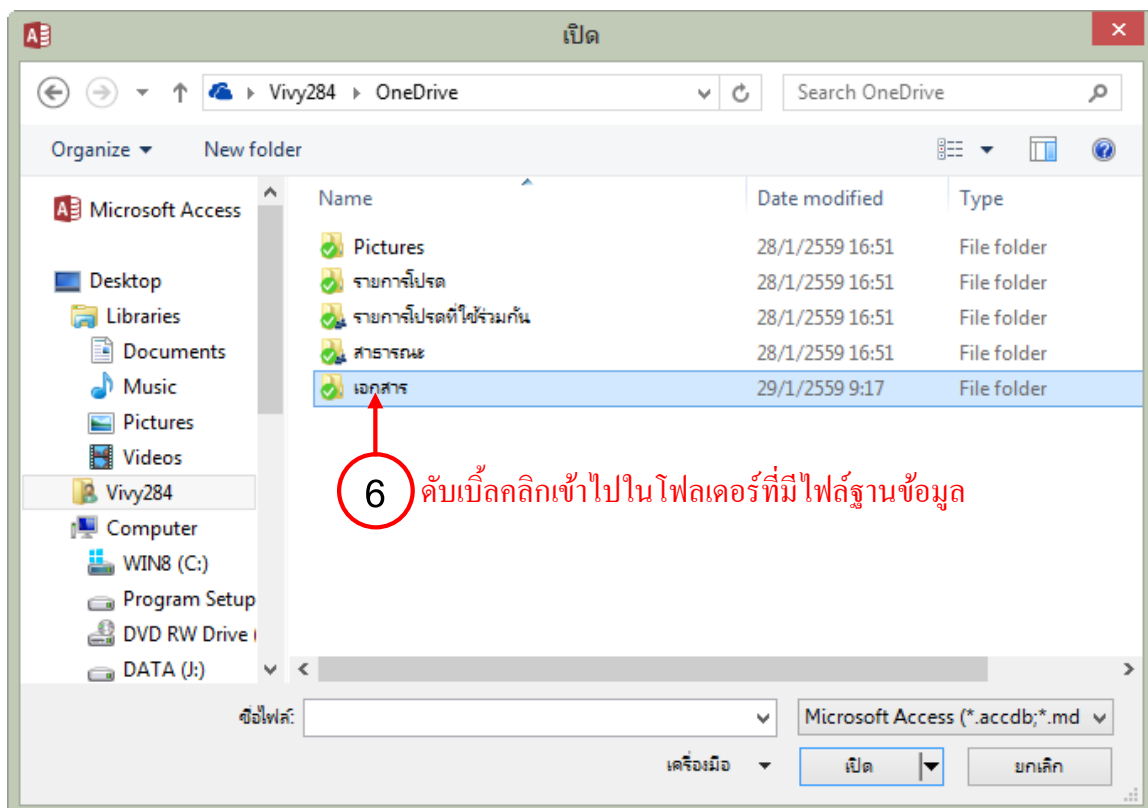 เปิด
Vivy284 OneDrive
Search OneDrive
Organize New folder
Microsoft Access
Desktop
Libraries
Documents
Music
Pictures
Videos
Vivy284
Computer
WIN8 (C:)
Program Setup
DVD RW Drive (
DATA (J:)
Name Date modified Type
Pictures 28/1/2559 16:51 File folder
รายการโปรด 28/1/2559 16:51 File folder
รายการโปรดที่ใช้ร่วมกัน 28/1/2559 16:51 File folder
สาธารณะ 28/1/2559 16:51 File folder
เอกสาร 29/1/2559 9:17 File folder
6 ดับเบิ้ลคลิกเข้าไปในโฟลเดอร์ที่มีไฟล์ฐานข้อมูล
ชื่อไฟล์: Microsoft Access (*.accdb;*.md
เครื่องมือ เปิด ยกเลิก